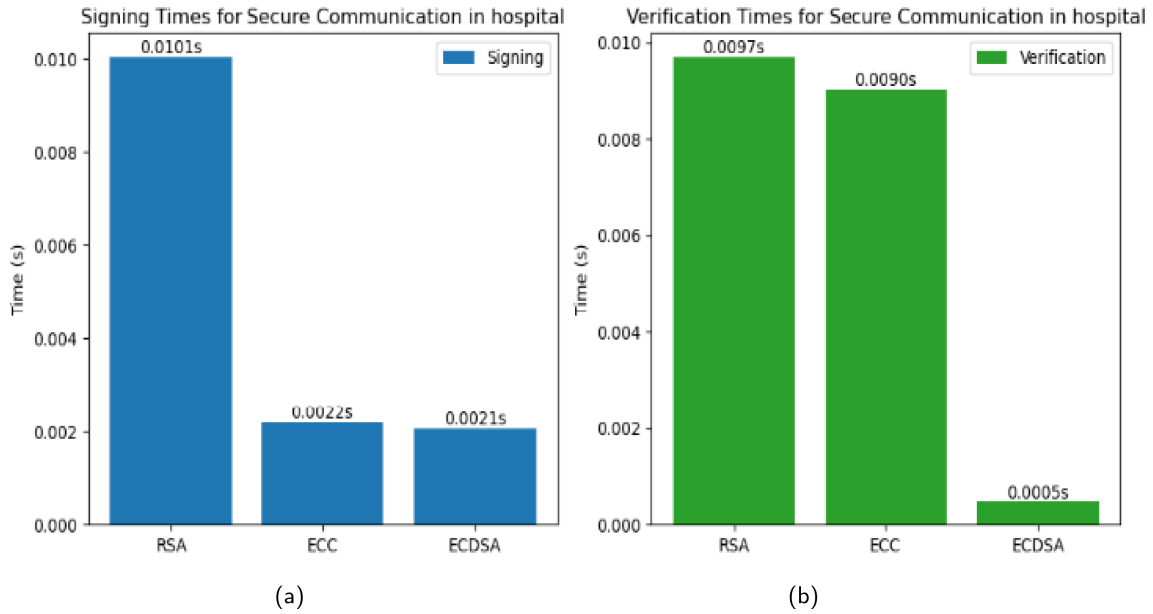 Signing Times for Secure Communication in hospital
0.0101s
Signing
0.010
0.008
0.006
0.004
0.002
0.000
Time (s)
0.0022s
0.0021s
RSA
ECC
ECDSA
(a)
Verification Times for Secure Communication in hospital
0.0097s
0.0090s
Verification
0.010
0.008
0.006
0.004
0.002
0.000
Time (s)
0.0005s
RSA
ECC
ECDSA
(b)